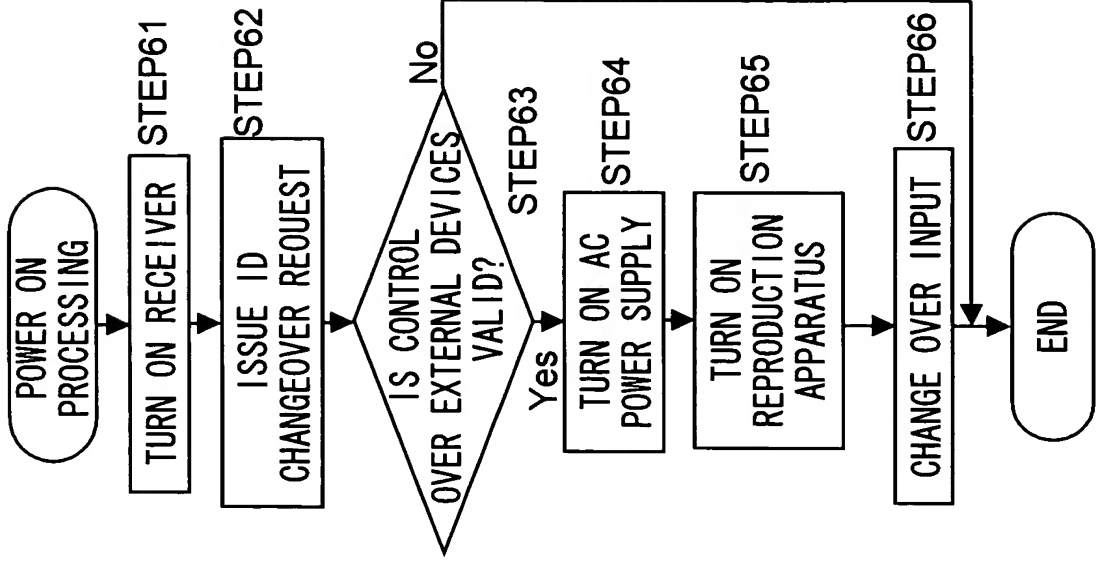 POWER ON
PROCESSING
TURN ON RECEIVER
STEP61
ISSUE ID
CHANGEOVER REQUEST
STEP62
IS CONTROL
OVER EXTERNAL DEVICES
VALID?
No
STEP63
Yes
TURN ON AC
POWER SUPPLY
STEP64
TURN ON
REPRODUCTION
APPARATUS
STEP65
CHANGE OVER INPUT
STEP66
END